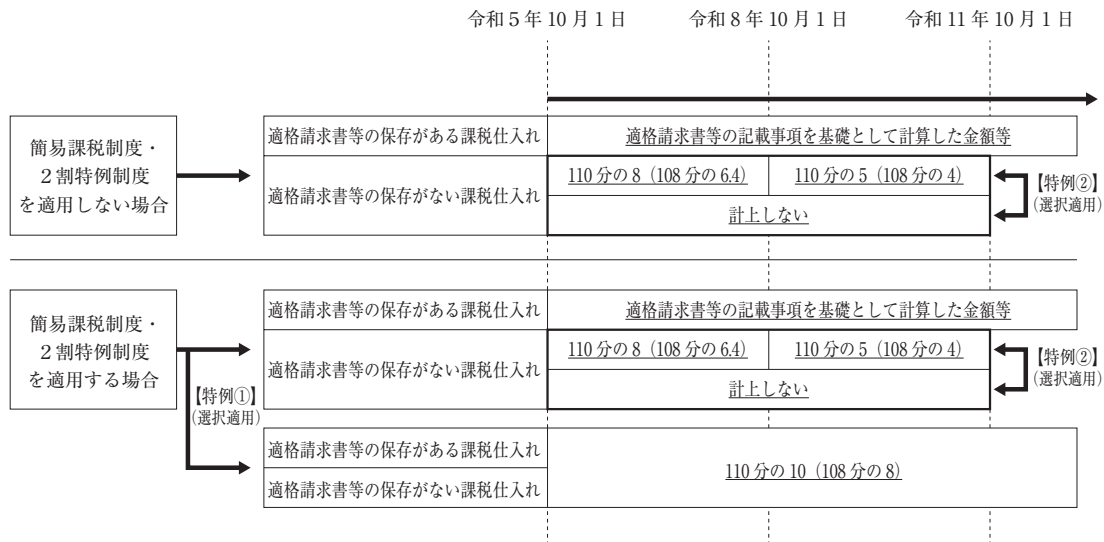 令和5年10月1日 令和8年10月1日 令和11年10月1日
簡易課税制度・
2割特例制度
を適用しない場合
適格請求書等の保存がある課税仕入れ 適格請求書等の記載事項を基礎として計算した金額等
適格請求書等の保存がない課税仕入れ
110分の8(108分の6.4) 110分の5(108分の4)
計上しない
【特例②】
(選択適用)
簡易課税制度・
2割特例制度
を適用する場合
適格請求書等の保存がある課税仕入れ 適格請求書等の記載事項を基礎として計算した金額等
適格請求書等の保存がない課税仕入れ
110分の8(108分の6.4) 110分の5(108分の4)
計上しない
【特例②】
(選択適用)
【特例①】
(選択適用)
適格請求書等の保存がある課税仕入れ
適格請求書等の保存がない課税仕入れ
110分の10(108分の8)